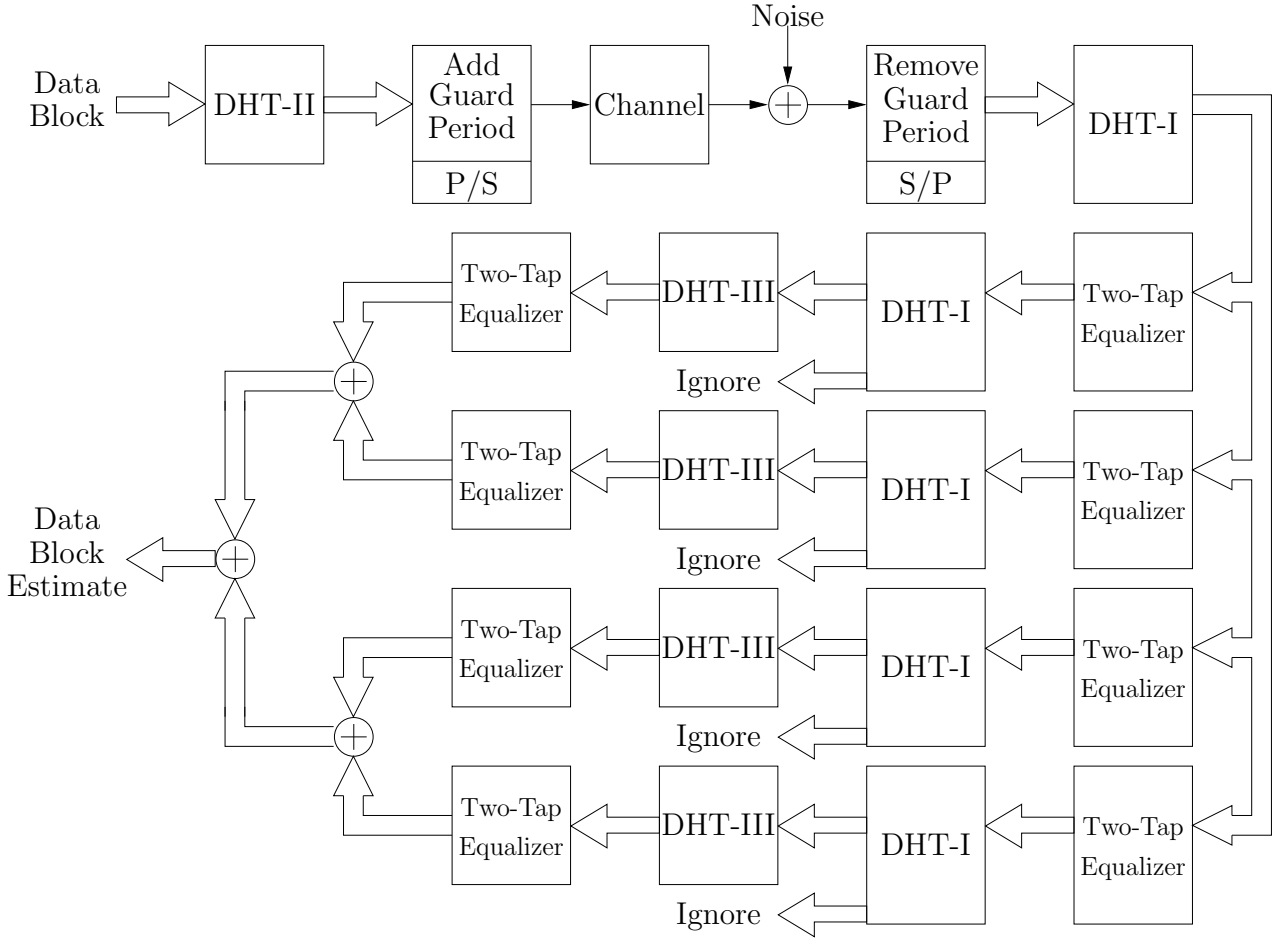 Noise
Data
Block
DHT-II
Add
Guard
Period
P/S
Channel
Remove
Guard
Period
S/P
DHT-I
Two-Tap
Equalizer
DHT-III
DHT-I
Two-Tap
Equalizer
Ignore
Two-Tap
Equalizer
DHT-III
DHT-I
Two-Tap
Equalizer
Ignore
Data
Block
Estimate
Two-Tap
Equalizer
DHT-III
DHT-I
Two-Tap
Equalizer
Ignore
Two-Tap
Equalizer
DHT-III
DHT-I
Two-Tap
Equalizer
Ignore